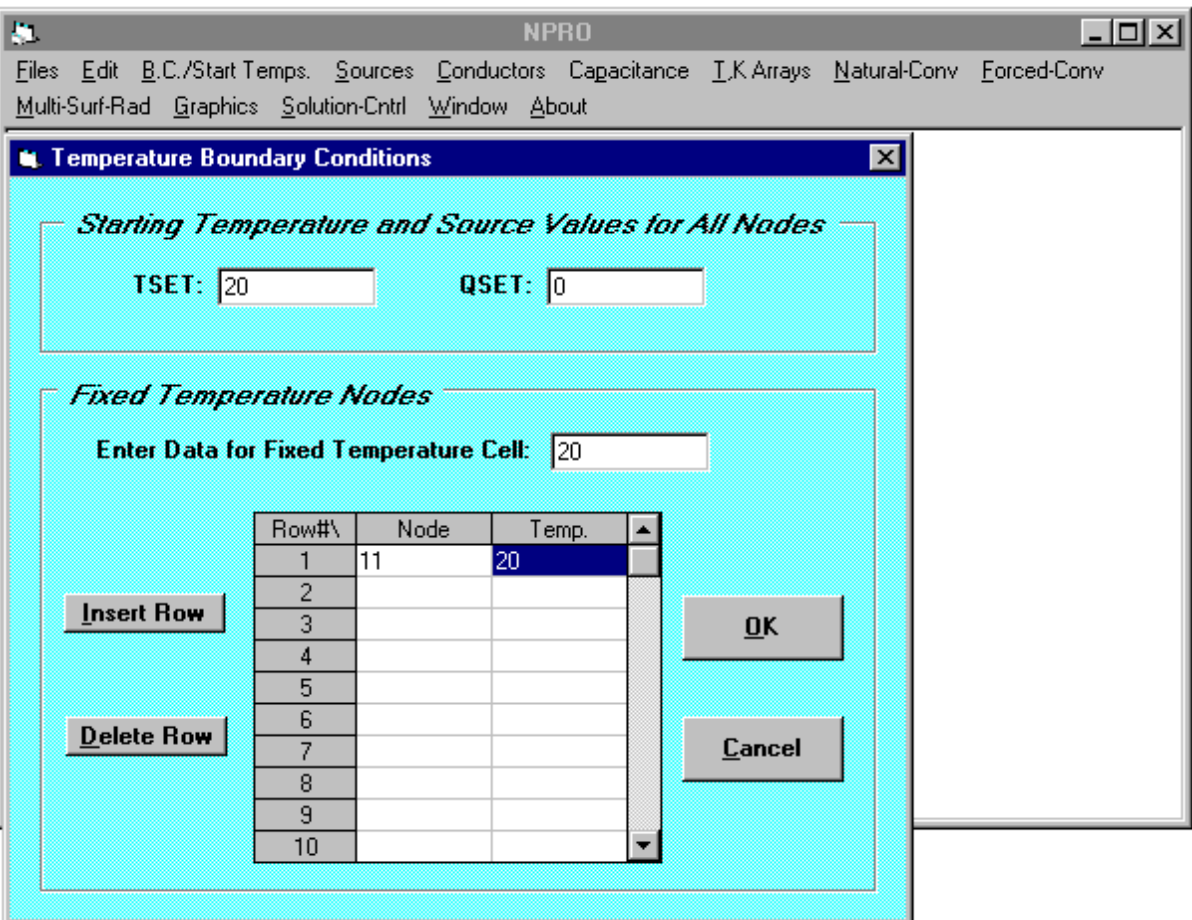 NPRO
Files Edit B.C./Start Temps. Sources Conductors Capacitance T,K Arrays Natural-Conv Forced-Conv
Multi-Surf-Rad Graphics Solution-Cntrl Window About
Temperature Boundary Conditions
Starting Temperature and Source Values for All Nodes
TSET: 20 QSET: 0
Fixed Temperature Nodes
Enter Data for Fixed Temperature Cell: 20
Row#\ Node Temp.
1 11 20
2
3
4
5
6
7
8
9
10
Insert Row
Delete Row
OK
Cancel